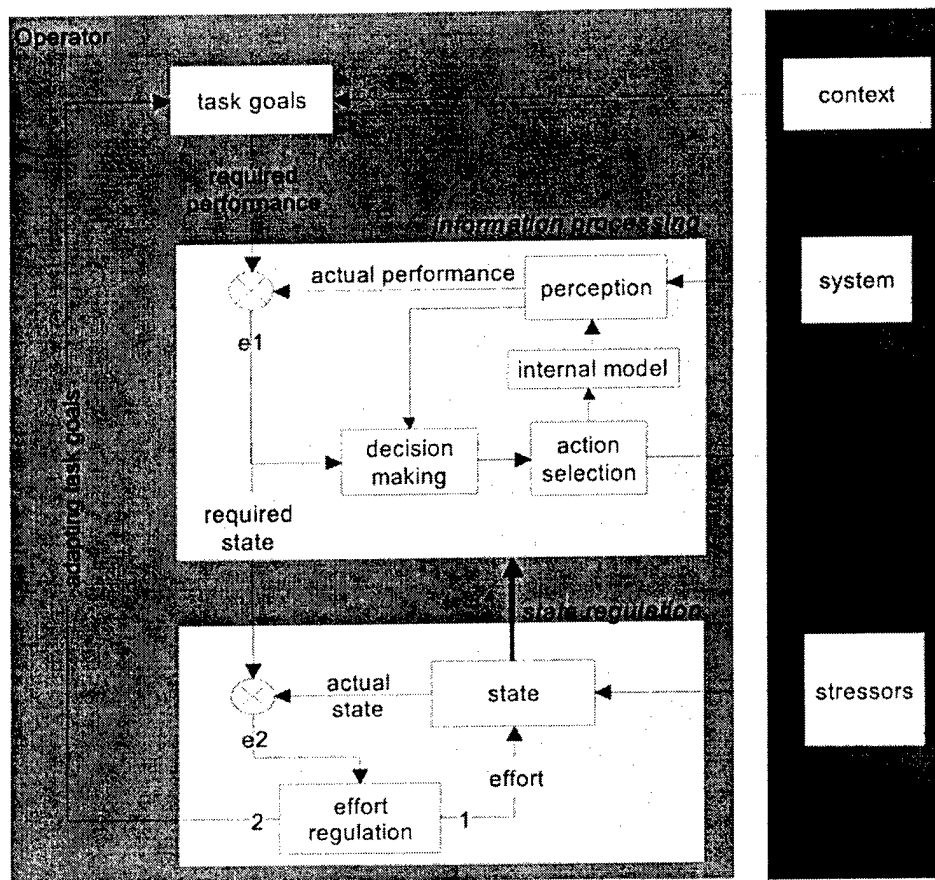 Operator
task goals
context
required
performance
information processing
actual performance
perception
system
e1
internal model
decision
making
action
selection
adapting task goals
required
state
state regulation
actual
state
state
stressors
e2
effort
effort
regulation
2
1